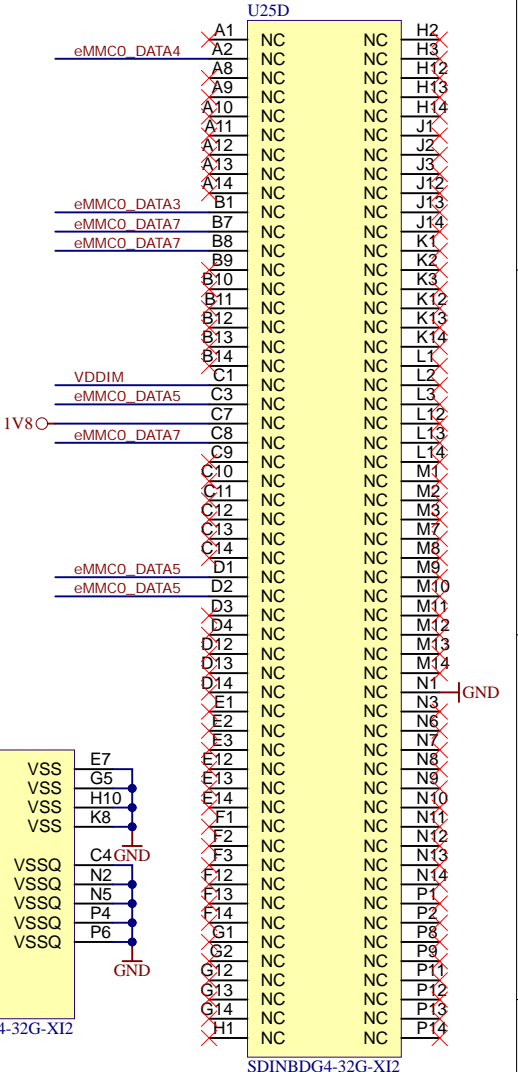 U25D
A1 NC NC H2
eMMC0_DATA4 A2 NC NC H3
A8 NC NC H12
A9 NC NC H13
A10 NC NC H14
A11 NC NC J1
A12 NC NC J2
A13 NC NC J3
A14 NC NC J12
eMMC0_DATA3 B1 NC NC J13
eMMC0_DATA7 B7 NC NC J14
eMMC0_DATA7 B8 NC NC K1
B9 NC NC K2
B10 NC NC K3
B11 NC NC K12
B12 NC NC K13
B13 NC NC K14
B14 NC NC L1
VDDIM C1 NC NC L2
eMMC0_DATA5 C3 NC NC L3
1V8 C7 NC NC L12
eMMC0_DATA7 C8 NC NC L13
C9 NC NC L14
C10 NC NC M1
C11 NC NC M2
C12 NC NC M3
C13 NC NC M7
C14 NC NC M8
eMMC0_DATA5 D1 NC NC M9
eMMC0_DATA5 D2 NC NC M10
D3 NC NC M11
D4 NC NC M12
D12 NC NC M13
D13 NC NC M14
D14 NC NC N1 GND
E1 NC NC N3
E2 NC NC N6
E3 NC NC N7
E12 NC NC N8
E13 NC NC N9
E14 NC NC N10
F1 NC NC N11
F2 NC NC N12
F3 NC NC N13
F12 NC NC N14
F13 NC NC P1
F14 NC NC P2
G1 NC NC P8
G2 NC NC P9
G12 NC NC P11
G13 NC NC P12
G14 NC NC P13
H1 NC NC P14
SDINBDG4-32G-XI2
VSS E7
VSS G5
VSS H10
VSS K8
GND
VSSQ C4
VSSQ N2
VSSQ N5
VSSQ P4
VSSQ P6
GND
4-32G-XI2